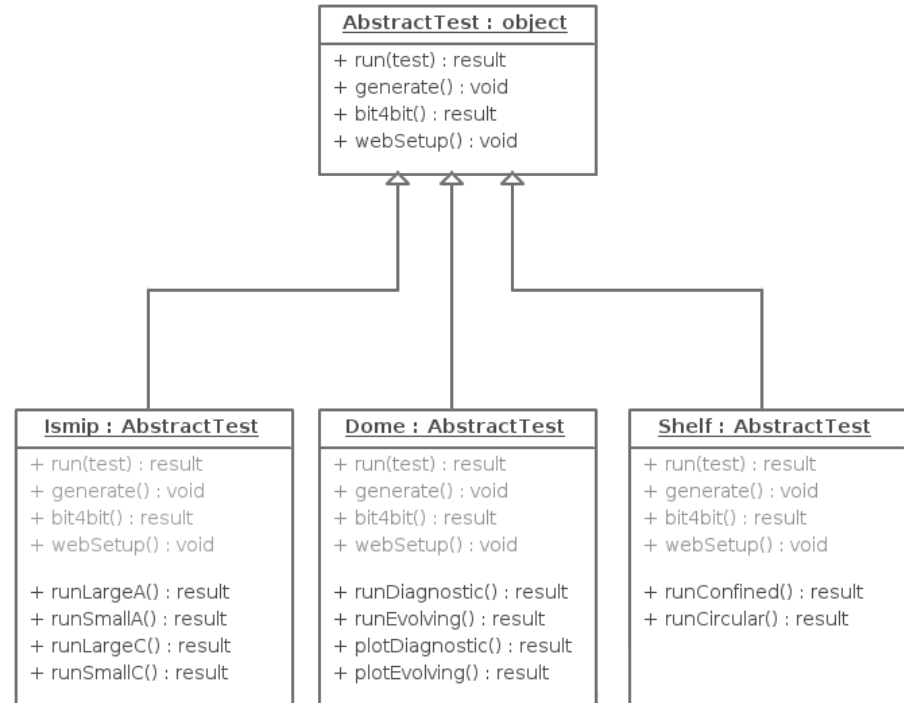 AbstractTest : object
+ run(test) : result
+ generate() : void
+ bit4bit() : result
+ webSetup() : void
Ismip : AbstractTest
+ run(test) : result
+ generate() : void
+ bit4bit() : result
+ webSetup() : void
+ runLargeA() : result
+ runSmallA() : result
+ runLargeC() : result
+ runSmallC() : result
Dome : AbstractTest
+ run(test) : result
+ generate() : void
+ bit4bit() : result
+ webSetup() : void
+ runDiagnostic() : result
+ runEvolving() : result
+ plotDiagnostic() : result
+ plotEvolving() : result
Shelf : AbstractTest
+ run(test) : result
+ generate() : void
+ bit4bit() : result
+ webSetup() : void
+ runConfined() : result
+ runCircular() : result